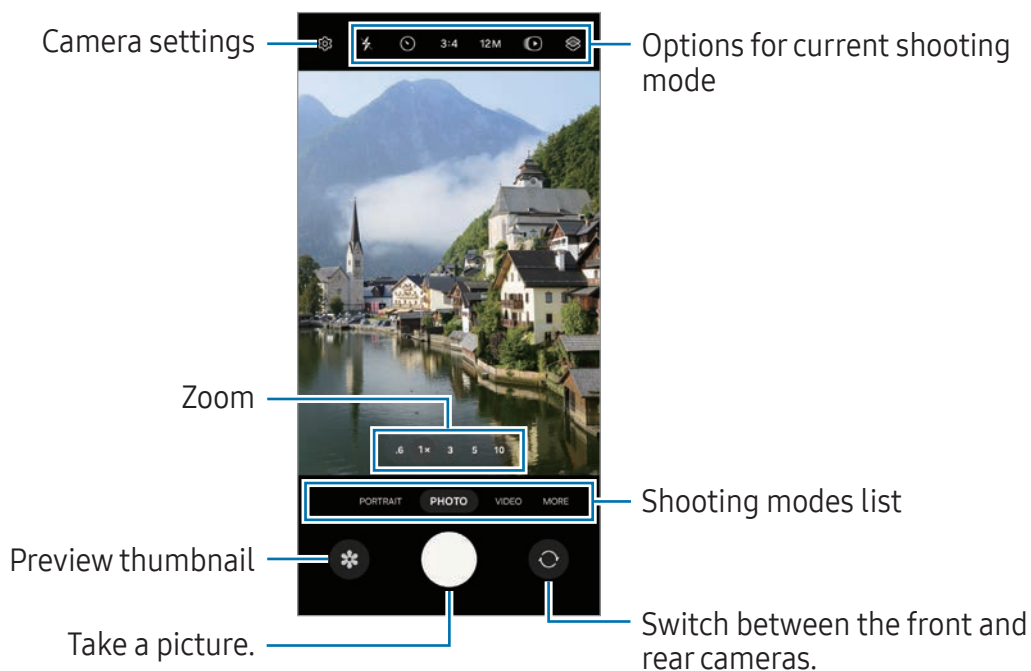 Camera settings
3:4 12M
Options for current shooting
mode
Zoom
.6 1× 3 5 10
PORTRAIT PHOTO VIDEO MORE
Shooting modes list
Preview thumbnail
Take a picture.
Switch between the front and
rear cameras.